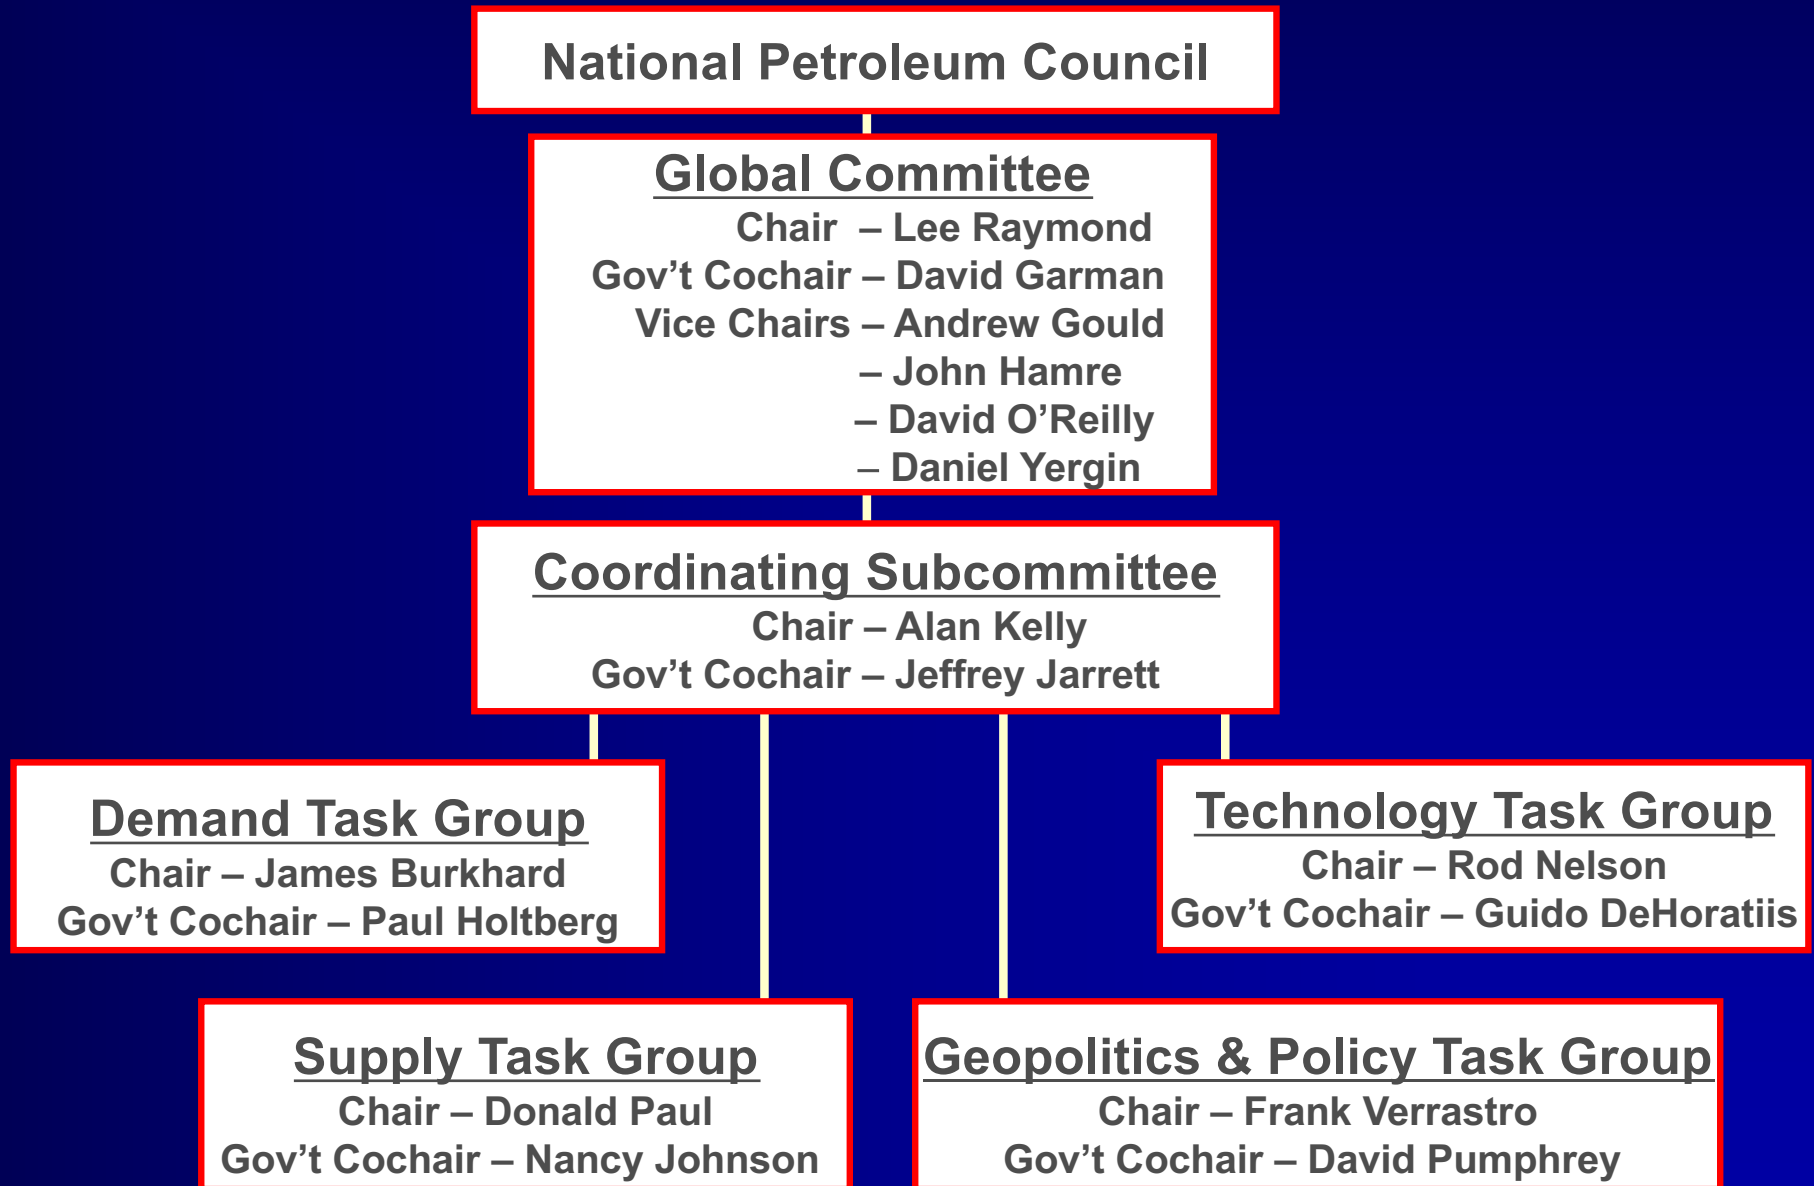 National Petroleum Council
Global Committee
Chair – Lee Raymond
Gov’t Cochair – David Garman
Vice Chairs – Andrew Gould
– John Hamre
– David O’Reilly
– Daniel Yergin
Coordinating Subcommittee
Chair – Alan Kelly
Gov’t Cochair – Jeffrey Jarrett
Demand Task Group
Chair – James Burkhard
Gov’t Cochair – Paul Holtberg
Technology Task Group
Chair – Rod Nelson
Gov’t Cochair – Guido DeHoratiis
Supply Task Group
Chair – Donald Paul
Gov’t Cochair – Nancy Johnson
Geopolitics & Policy Task Group
Chair – Frank Verrastro
Gov’t Cochair – David Pumphrey